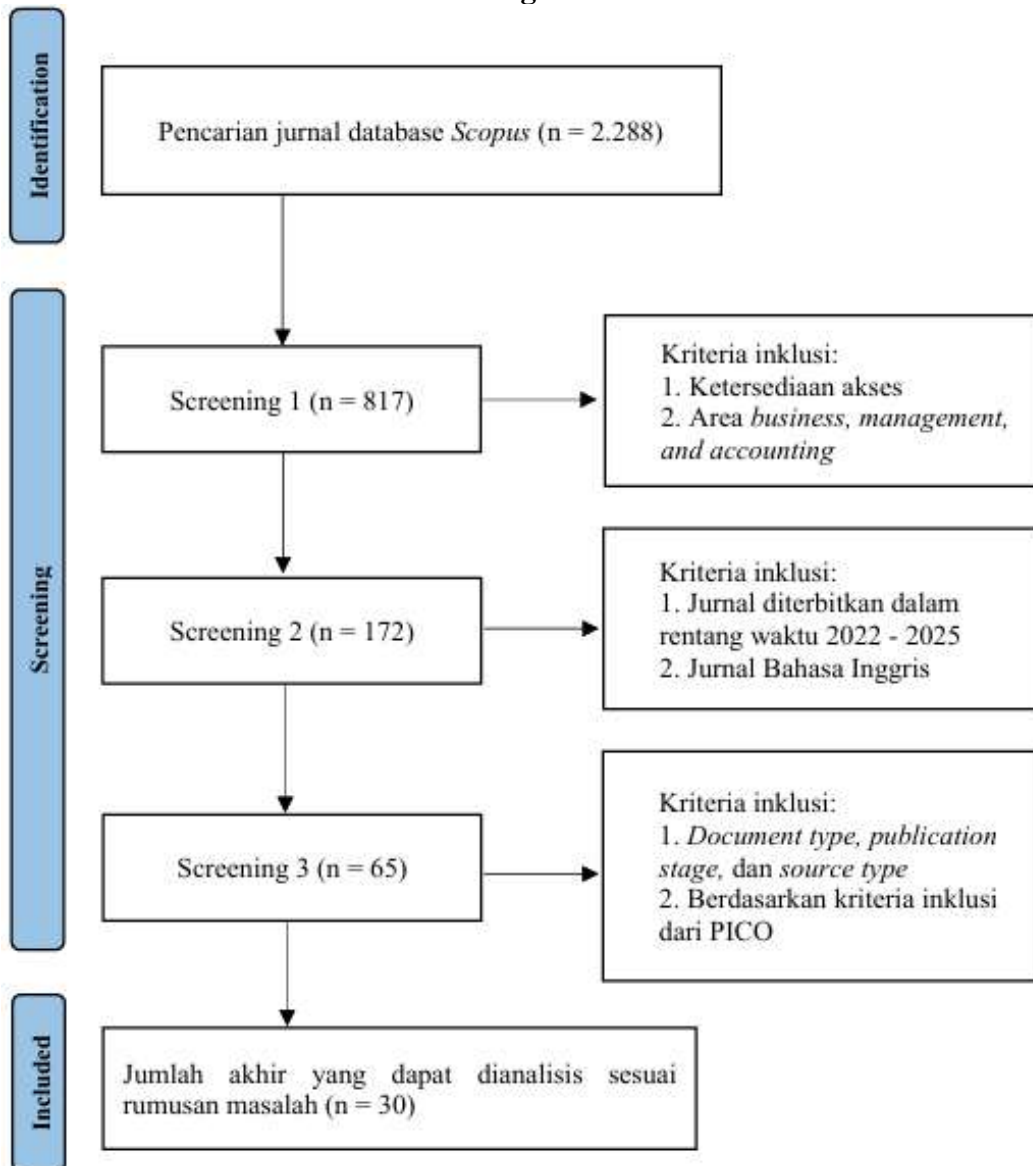 Identification
Pencarian jurnal database Scopus (n = 2.288)
Screening
Screening 1 (n = 817)
Kriteria inklusi:
1. Ketersediaan akses
2. Area business, management,
and accounting
Screening 2 (n = 172)
Kriteria inklusi:
1. Jurnal diterbitkan dalam
rentang waktu 2022 - 2025
2. Jurnal Bahasa Inggris
Screening 3 (n = 65)
Kriteria inklusi:
1. Document type, publication
stage, dan source type
2. Berdasarkan kriteria inklusi
dari PICO
Included
Jumlah akhir yang dapat dianalisis sesuai
rumusan masalah (n = 30)